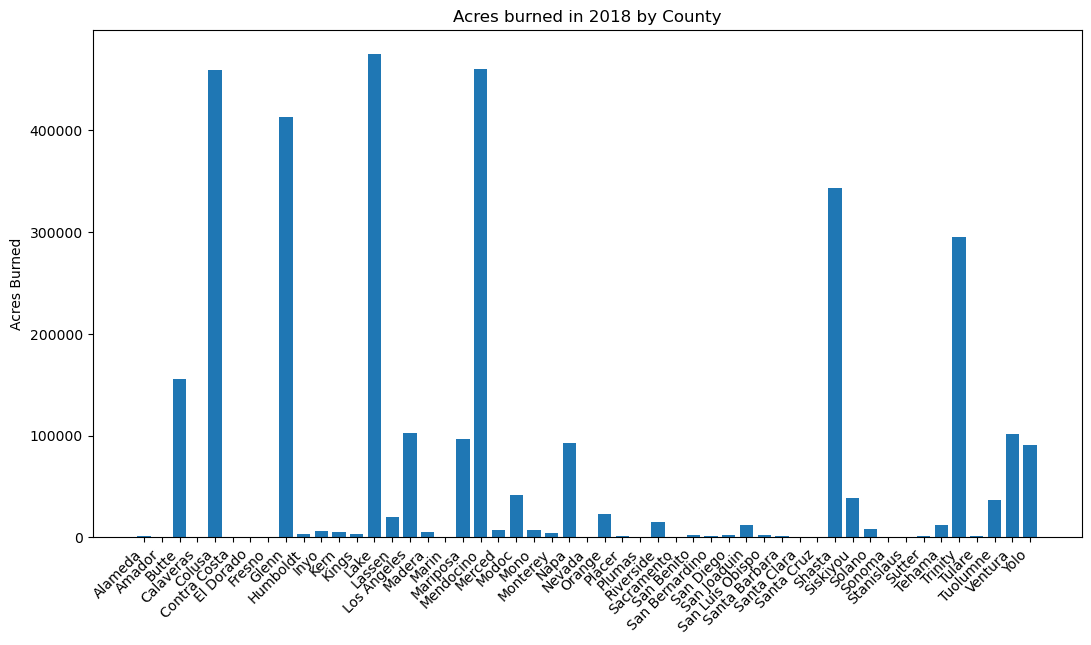 Acres burned in 2018 by County
Acres Burned
400000
300000
200000
100000
0
Alameda
Amador
Butte
Calaveras
Colusa
Contra Costa
El Dorado
Fresno
Glenn
Humboldt
Inyo
Kern
Kings
Lake
Lassen
Los Angeles
Madera
Marin
Mariposa
Mendocino
Merced
Modoc
Mono
Monterey
Napa
Nevada
Orange
Placer
Plumas
Riverside
Sacramento
San Benito
San Bernardino
San Diego
San Joaquin
San Luis Obispo
Santa Barbara
Santa Clara
Santa Cruz
Shasta
Siskiyou
Solano
Sonoma
Stanislaus
Sutter
Tehama
Trinity
Tulare
Tuolumne
Ventura
Yolo